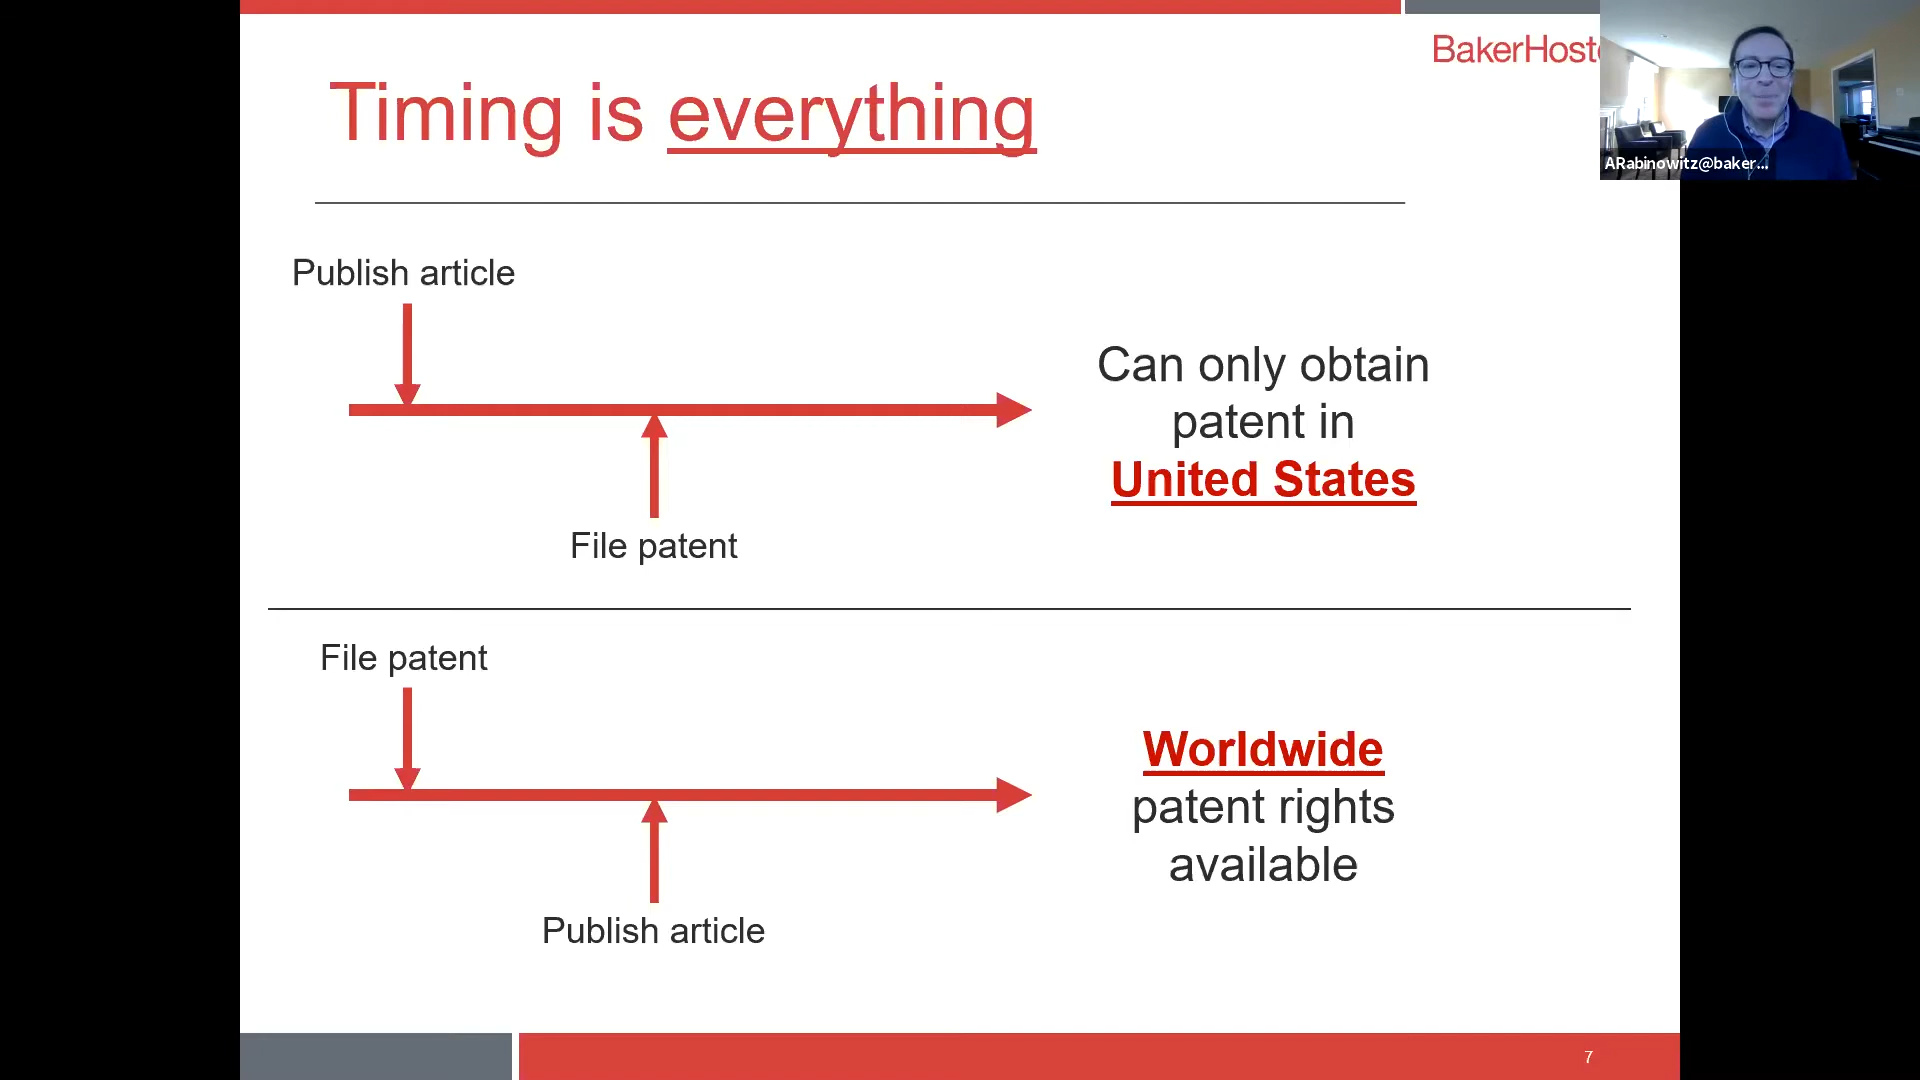 BakerHost
ARabinowitz@baker...
Timing is everything
Publish article
File patent
Can only obtain
patent in
United States
File patent
Publish article
Worldwide
patent rights
available
7